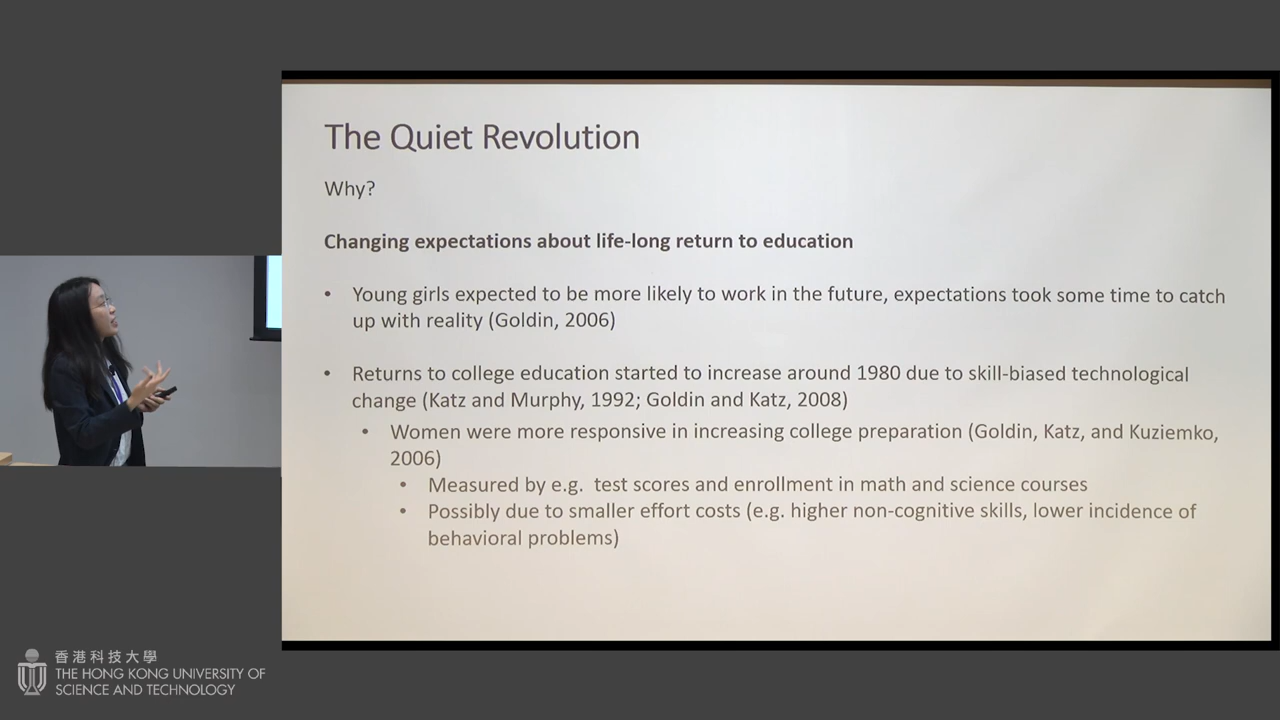 The Quiet Revolution
Why?
Changing expectations about life-long return to education
• Young girls expected to be more likely to work in the future, expectations took some time to catch
up with reality (Goldin, 2006)
• Returns to college education started to increase around 1980 due to skill-biased technological
change (Katz and Murphy, 1992; Goldin and Katz, 2008)
• Women were more responsive in increasing college preparation (Goldin, Katz, and Kuziemko,
2006)
• Measured by e.g.  test scores and enrollment in math and science courses
• Possibly due to smaller effort costs (e.g. higher non-cognitive skills, lower incidence of
behavioral problems)
香港科技大學
THE HONG KONG UNIVERSITY OF
SCIENCE AND TECHNOLOGY